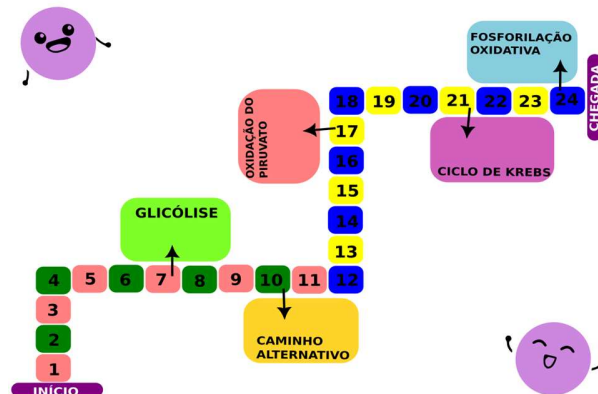 FOSFORILAÇÃO
OXIDATIVA
CHEGADA
18 19 20 21 22 23 24
OXIDAÇÃO DO
PIRUVATO
17
CICLO DE KREBS
16
15
14
GLICÓLISE
13
4 5 6 7 8 9 10 11 12
3
CAMINHO
ALTERNATIVO
2
1
INÍCIO